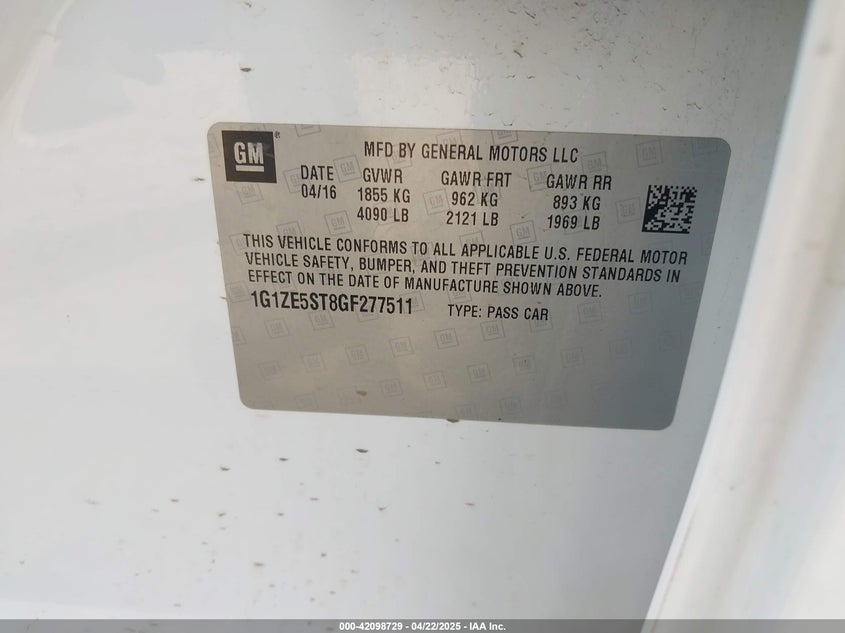 GM
MFD BY GENERAL MOTORS LLC
DATE GVWR GAWR FRT GAWR RR
04/16 1855 KG 962 KG 893 KG
4090 LB 2121 LB 1969 LB
THIS VEHICLE CONFORMS TO ALL APPLICABLE U.S. FEDERAL MOTOR
VEHICLE SAFETY, BUMPER, AND THEFT PREVENTION STANDARDS IN
EFFECT ON THE DATE OF MANUFACTURE SHOWN ABOVE.
1G1ZE5ST8GF277511 TYPE: PASS CAR
000-42098729 - 04/22/2025 - IAA Inc.